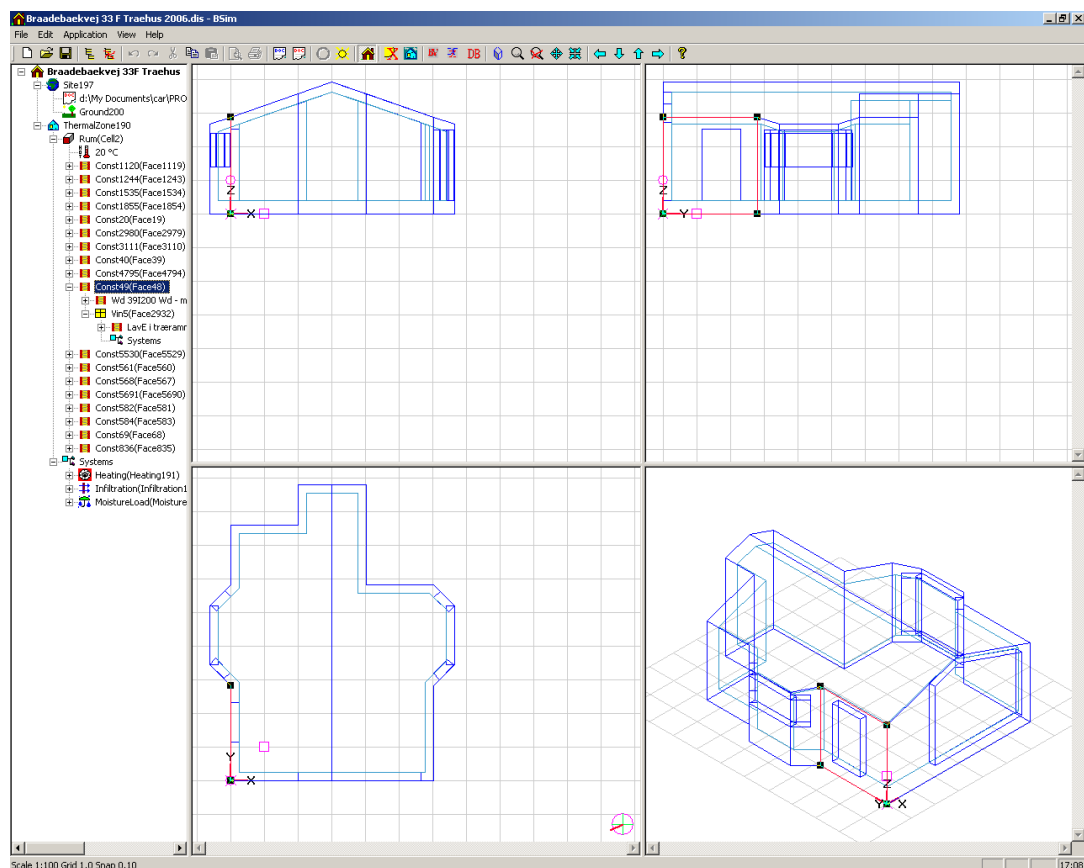 Braadebaekvej 33 F Traehus 2006.dis - BSim
File Edit Application View Help
DOC DOC DB ?
Braadebaekvej 33F Traehus
Site197
d:\My Documents\car\PRO
Ground200
ThermalZone190
Rum(Cell2)
20 °C
Const1120(Face1119)
Const1244(Face1243)
Const1535(Face1534)
Const1855(Face1854)
Const20(Face19)
Const2980(Face2979)
Const3111(Face3110)
Const40(Face39)
Const4795(Face4794)
Const49(Face48)
Wd 39I200 Wd - m
Vin5(Face2932)
LavE i træramr
Systems
Const5530(Face5529)
Const561(Face560)
Const568(Face567)
Const5691(Face5690)
Const582(Face581)
Const584(Face583)
Const69(Face68)
Const836(Face835)
Systems
Heating(Heating191)
Infiltration(Infiltration1
MoistureLoad(Moisture
Z
X
Z
Y
Y
X
Z
Y X
Scale 1:100 Grid 1.0 Snap 0.10
17:08